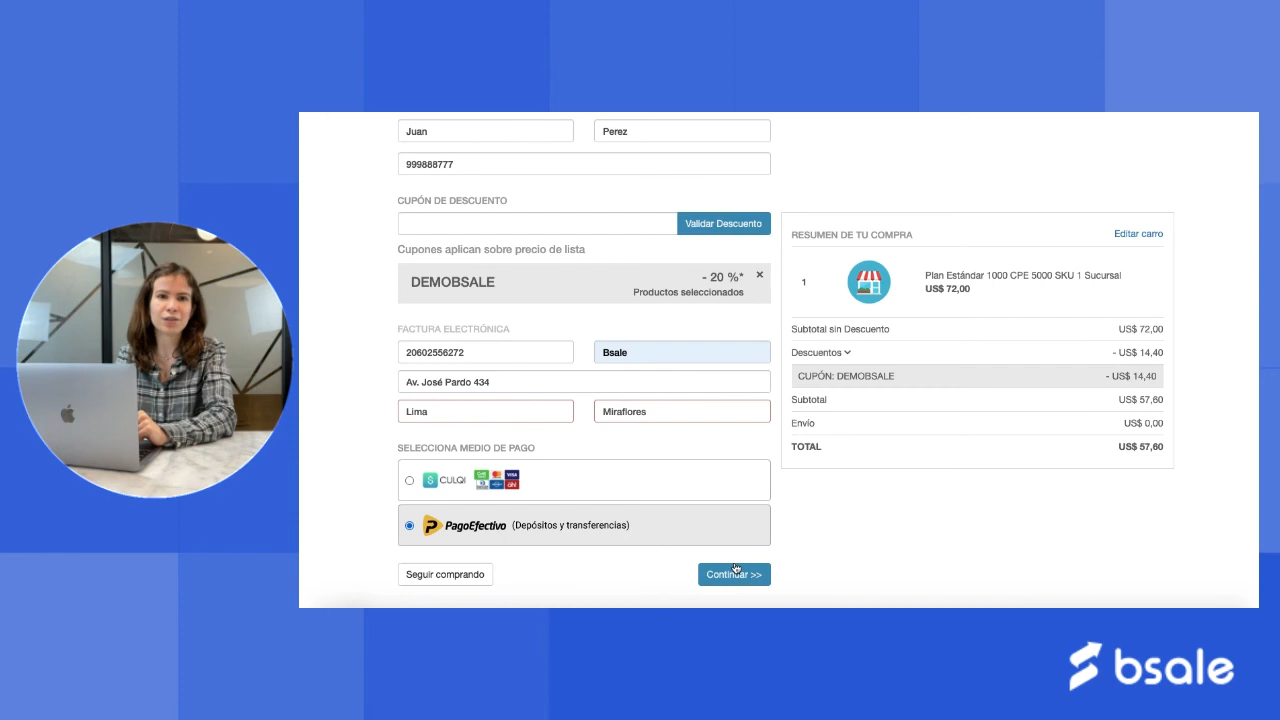 Juan Perez
999888777
CUPÓN DE DESCUENTO
Validar Descuento
Cupones aplican sobre precio de lista
DEMOBSALE - 20 %* ×
Productos seleccionados
FACTURA ELECTRÓNICA
20602556272 Bsale
Av. José Pardo 434
Lima Miraflores
SELECCIONA MEDIO DE PAGO
CULQI VISA
PagoEfectivo (Depósitos y transferencias)
Seguir comprando Continuar >>
RESUMEN DE TU COMPRA Editar carro
1 Plan Estándar 1000 CPE 5000 SKU 1 Sucursal
US$ 72,00
Subtotal sin Descuento US$ 72,00
Descuentos - US$ 14,40
CUPÓN: DEMOBSALE - US$ 14,40
Subtotal US$ 57,60
Envío US$ 0,00
TOTAL US$ 57,60
bsale